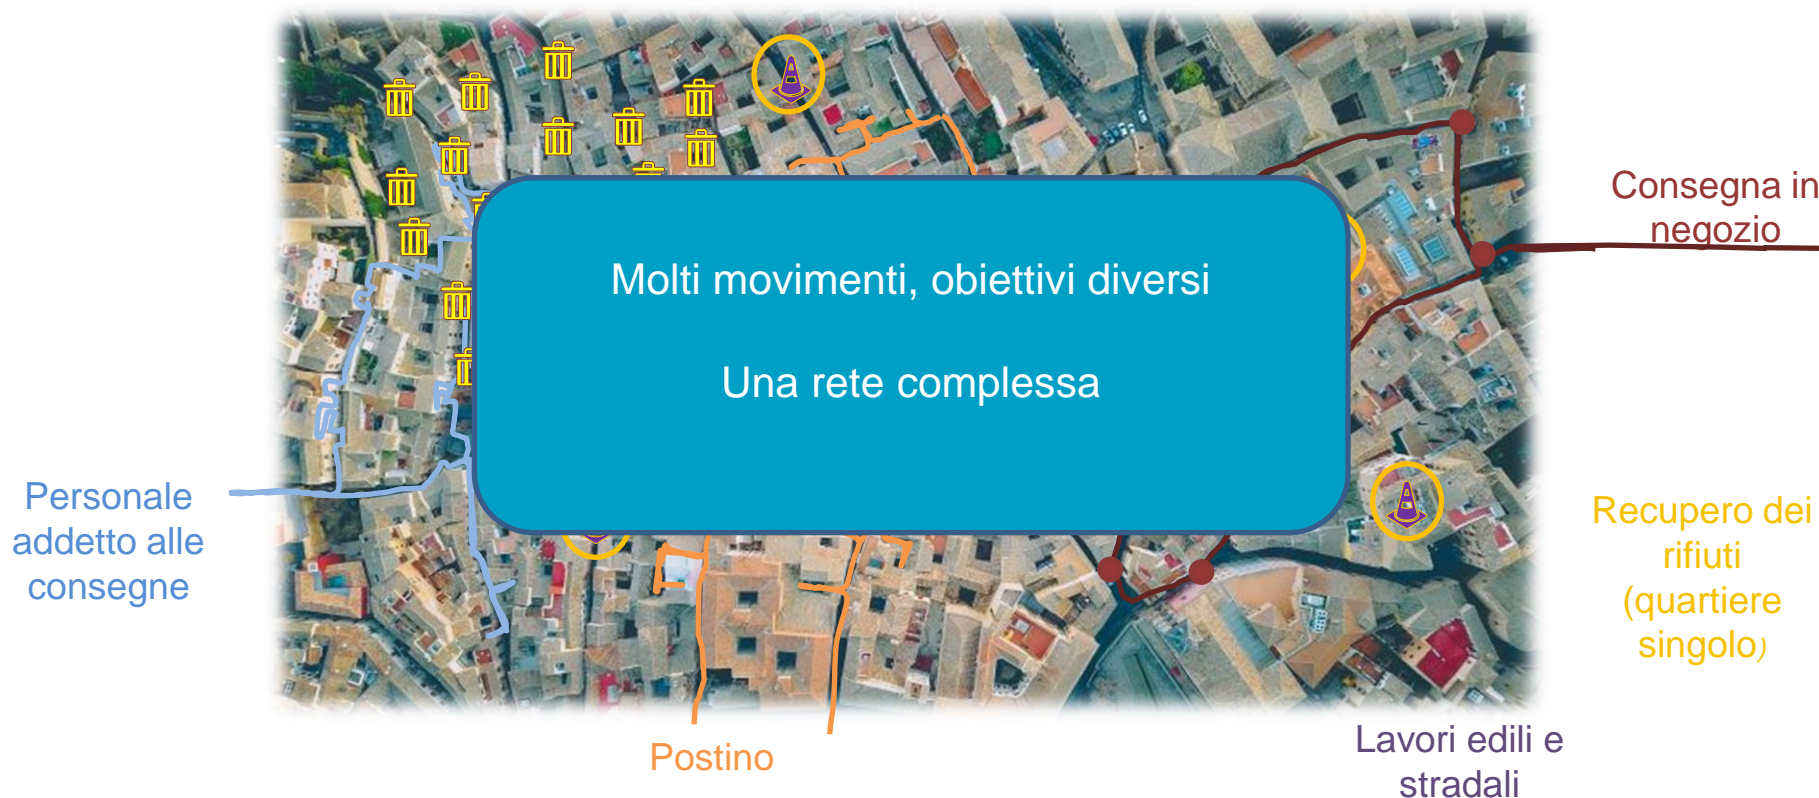 Consegna in
negozio
Molti movimenti, obiettivi diversi
Una rete complessa
Personale
addetto alle
consegne
Recupero dei
rifiuti
(quartiere
singolo)
Postino
Lavori edili e
stradali